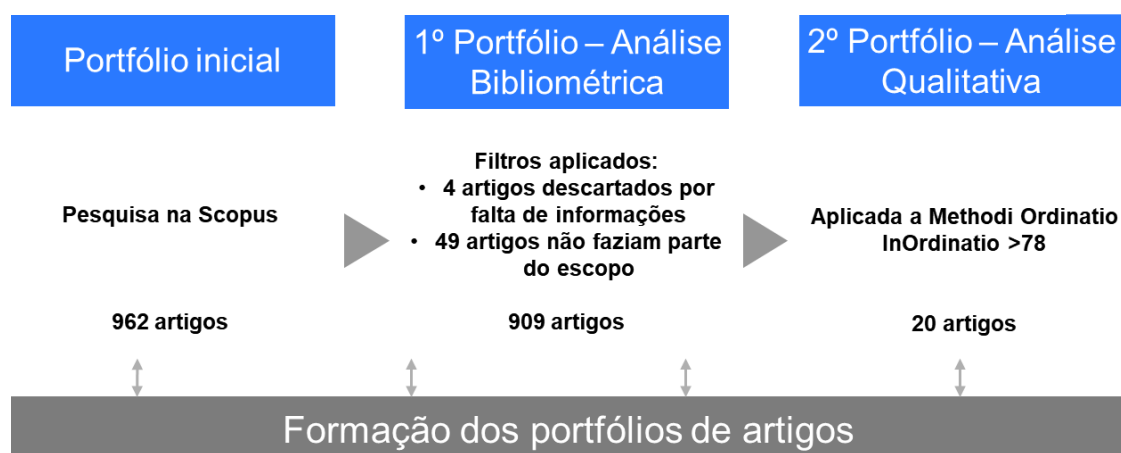 Portfólio inicial
1º Portfólio – Análise
Bibliométrica
2º Portfólio – Análise
Qualitativa
Pesquisa na Scopus
962 artigos
Filtros aplicados:
• 4 artigos descartados por
falta de informações
• 49 artigos não faziam parte
do escopo
909 artigos
Aplicada a Methodi Ordinatio
InOrdinatio >78
20 artigos
Formação dos portfólios de artigos